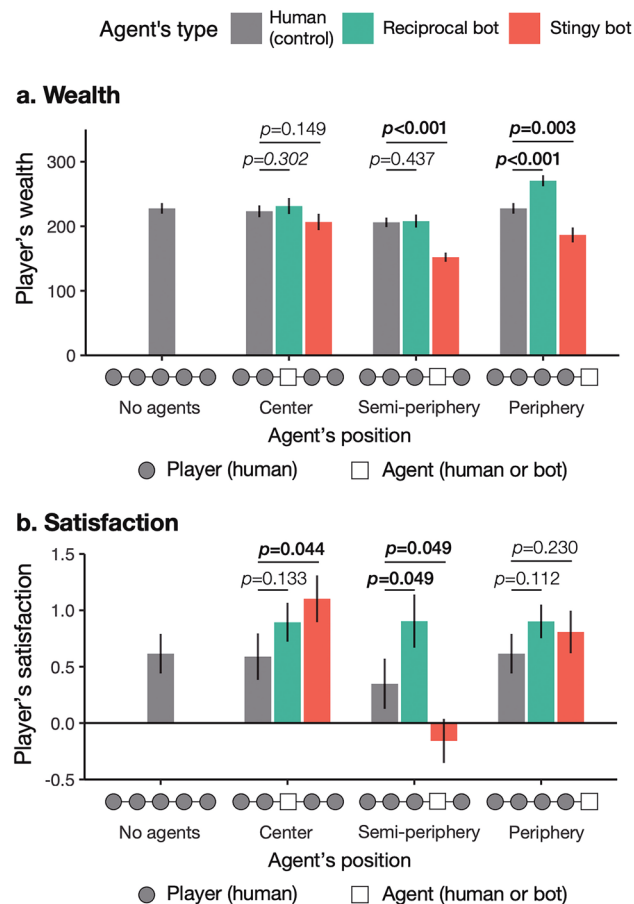 Agent's type
Human (control)
Reciprocal bot
Stingy bot
a. Wealth
p=0.149
p<0.001
p=0.003
p=0.302
p=0.437
p<0.001
Player's wealth
300
200
100
0
No agents
Center
Semi-periphery
Periphery
Agent's position
Player (human)
Agent (human or bot)
b. Satisfaction
p=0.044
p=0.049
p=0.230
p=0.133
p=0.049
p=0.112
Player's satisfaction
1.5
1.0
0.5
0.0
-0.5
No agents
Center
Semi-periphery
Periphery
Agent's position
Player (human)
Agent (human or bot)